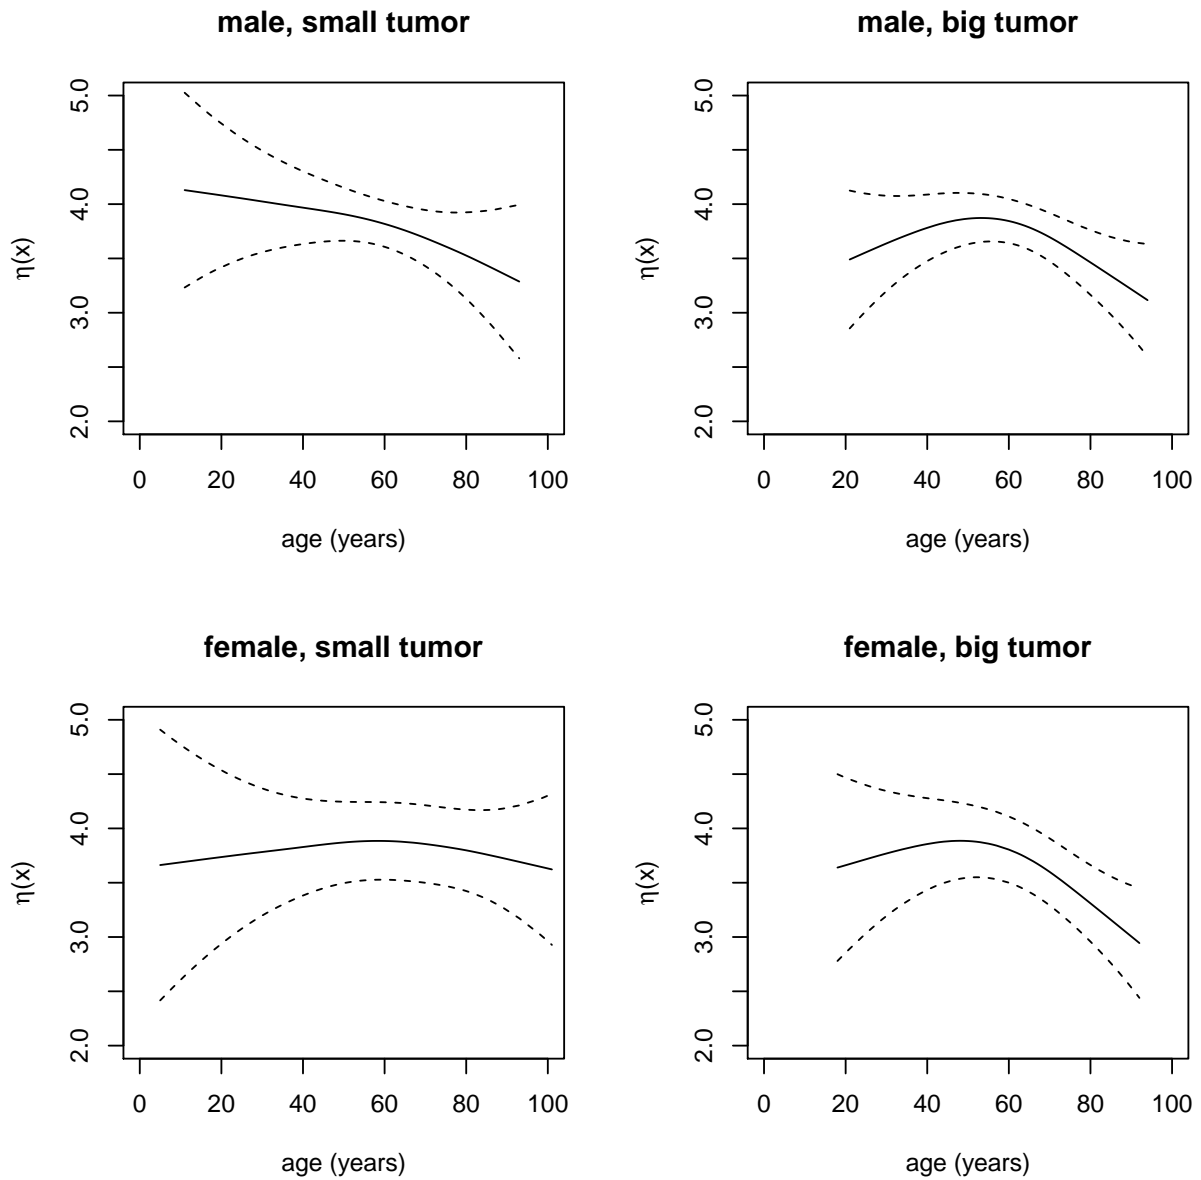 male, small tumor
5.0
4.0
3.0
2.0
η(x)
0 20 40 60 80 100
age (years)
male, big tumor
5.0
4.0
3.0
2.0
η(x)
0 20 40 60 80 100
age (years)
female, small tumor
5.0
4.0
3.0
2.0
η(x)
0 20 40 60 80 100
age (years)
female, big tumor
5.0
4.0
3.0
2.0
η(x)
0 20 40 60 80 100
age (years)